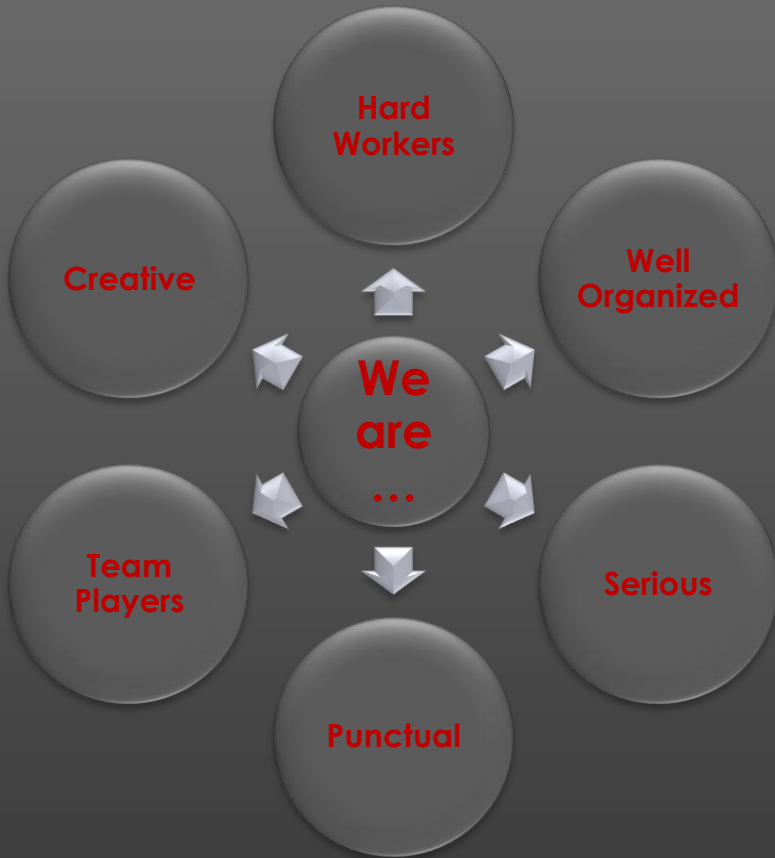 Hard
Workers
Creative
Well
Organized
We
are
...
Team
Players
Serious
Punctual